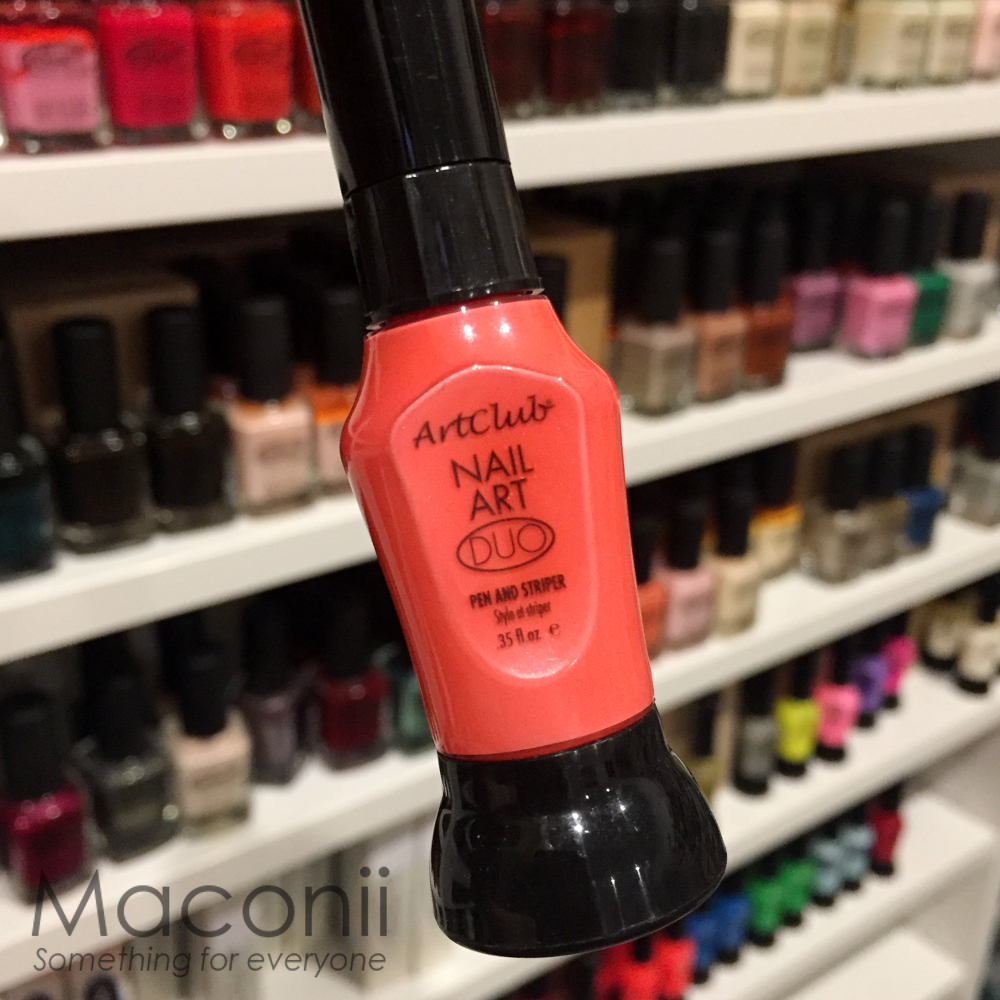 ArtClub®
NAIL
ART
DUO
PEN AND STRIPER
Stylo et striper
.35 fl.oz e
Maconii
Something for everyone